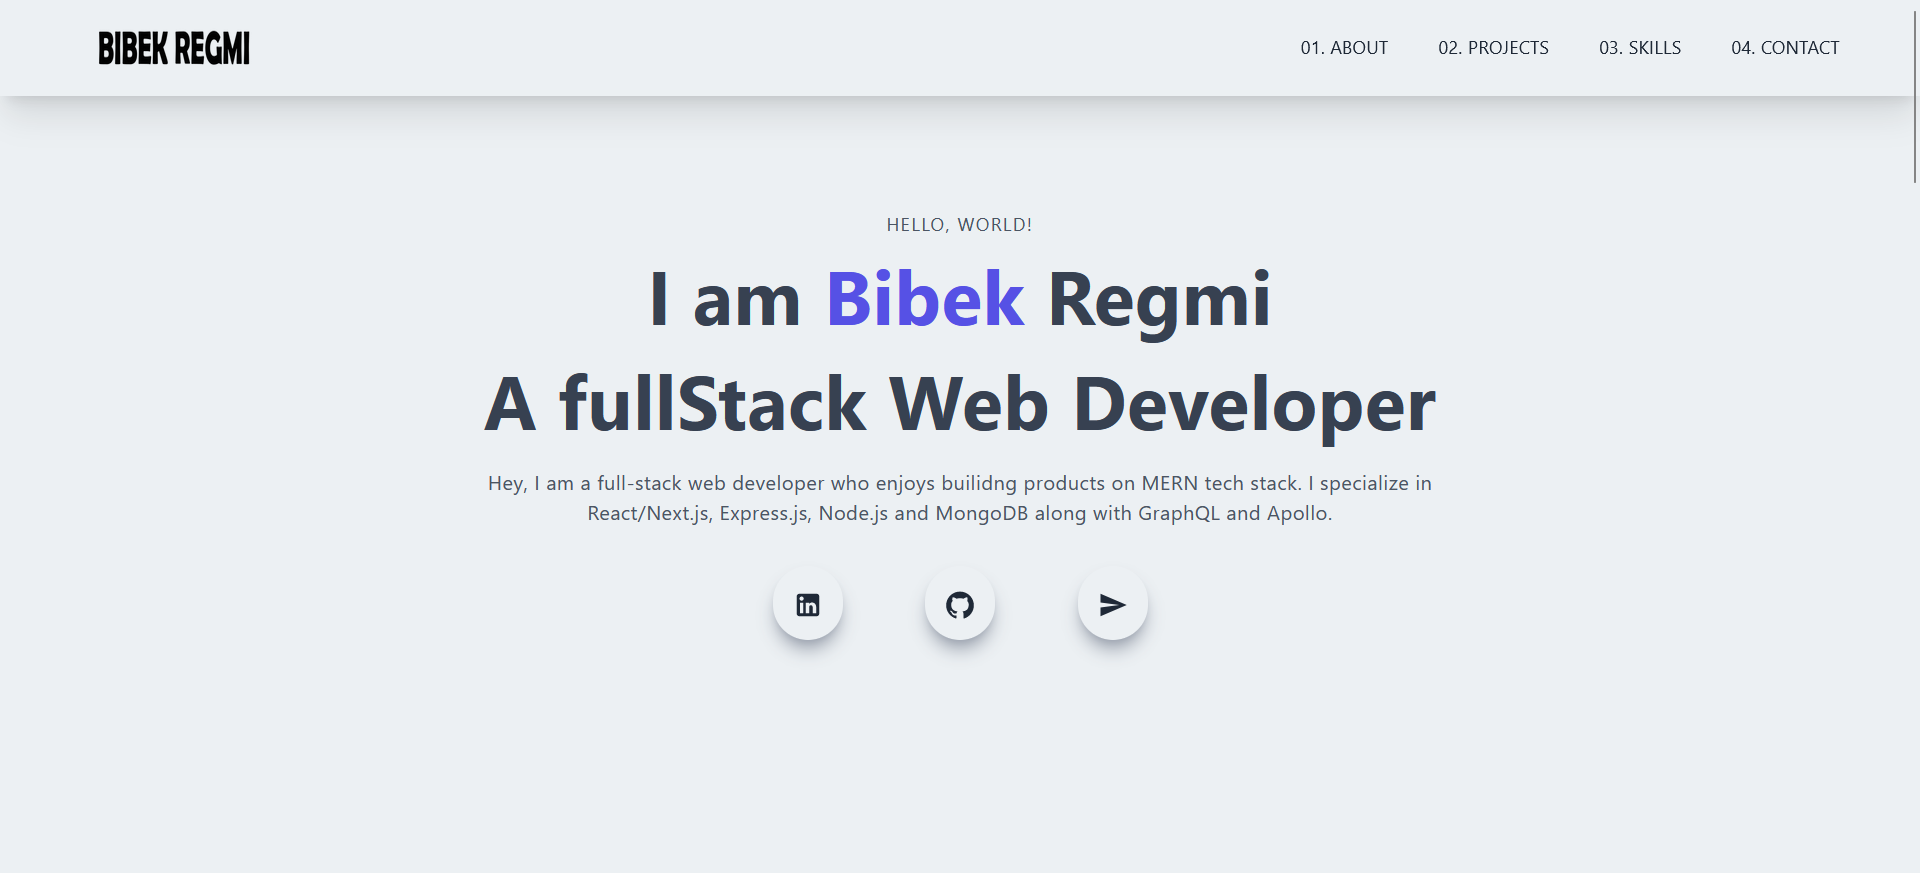 BIBEK REGMI
01. ABOUT 02. PROJECTS 03. SKILLS 04. CONTACT
HELLO, WORLD!
I am Bibek Regmi
A fullStack Web Developer
Hey, I am a full-stack web developer who enjoys builidng products on MERN tech stack. I specialize in
React/Next.js, Express.js, Node.js and MongoDB along with GraphQL and Apollo.
in